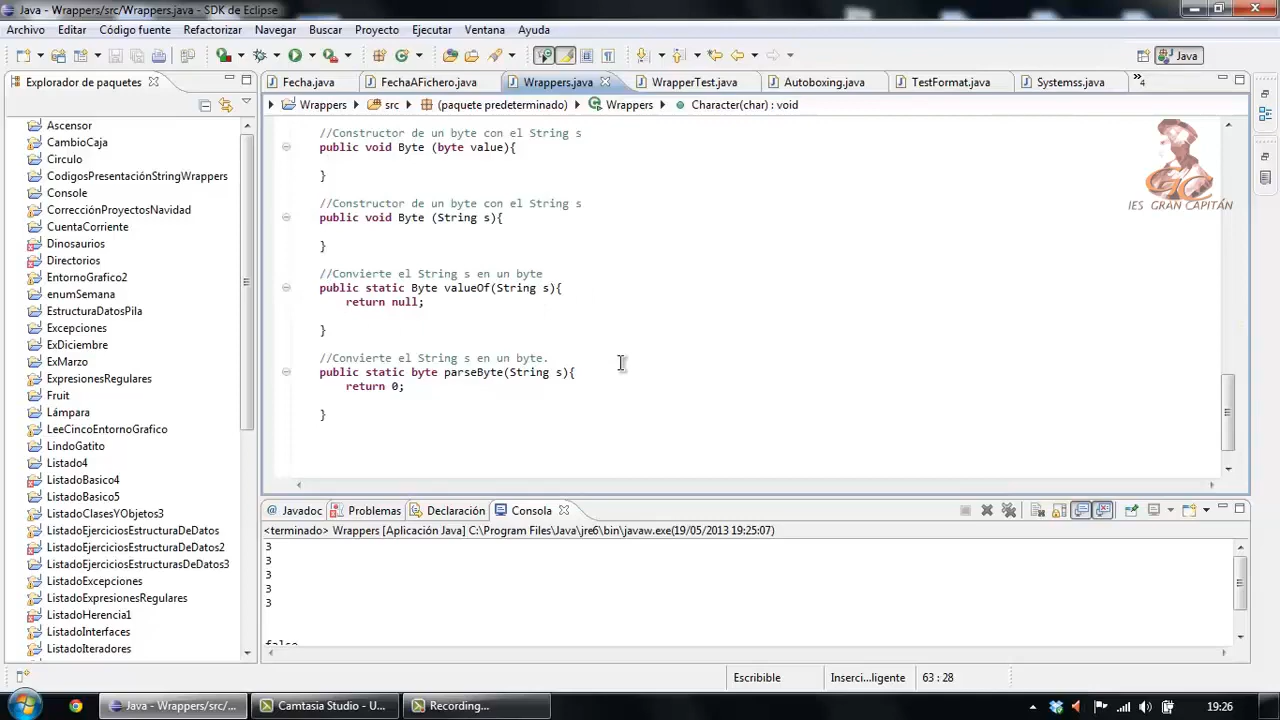 Java - Wrappers/src/Wrappers.java - SDK de Eclipse
Archivo Editar Código fuente Refactorizar Navegar Buscar Proyecto Ejecutar Ventana Ayuda
Java
Explorador de paquetes
Fecha.java FechaAFichero.java Wrappers.java WrapperTest.java Autoboxing.java TestFormat.java Systemss.java »4
Wrappers src (paquete predeterminado) Wrappers Character(char) : void
Ascensor
CambioCaja
Circulo
CodigosPresentaciónStringWrappers
Console
CorrecciónProyectosNavidad
CuentaCorriente
Dinosaurios
Directorios
EntornoGrafico2
enumSemana
EstructuraDatosPila
Excepciones
ExDiciembre
ExMarzo
ExpresionesRegulares
Fruit
Lámpara
LeeCincoEntornoGrafico
LindoGatito
Listado4
ListadoBasico4
ListadoBasico5
ListadoClasesYObjetos3
ListadoEjerciciosEstructuraDeDatos
ListadoEjerciciosEstructuraDeDatos2
ListadoEjerciciosEstructurasDeDatos3
ListadoExcepciones
ListadoExpresionesRegulares
ListadoHerencia1
ListadoInterfaces
ListadoIteradores
//Constructor de un byte con el String s
public void Byte (byte value){
}
//Constructor de un byte con el String s
public void Byte (String s){
}
//Convierte el String s en un byte
public static Byte valueOf(String s){
return null;
}
//Convierte el String s en un byte.
public static byte parseByte(String s){
return 0;
}
IES GRAN CAPITÁN
Javadoc Problemas Declaración Consola
<terminado> Wrappers [Aplicación Java] C:\Program Files\Java\jre6\bin\javaw.exe(19/05/2013 19:25:07)
3
3
3
3
3
false
Escribible Inserci...ligente 63 : 28
Java - Wrappers/src/... Camtasia Studio - U... Recording... 19:26